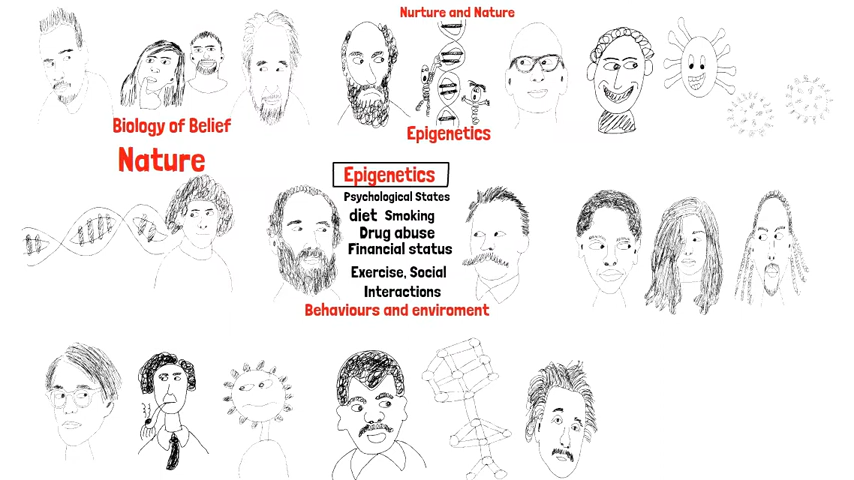 Nurture and Nature
Biology of Belief
Epigenetics
Nature
Epigenetics
Psychological States
diet Smoking
Drug abuse
Financial status
Exercise, Social
Interactions
Behaviours and enviroment